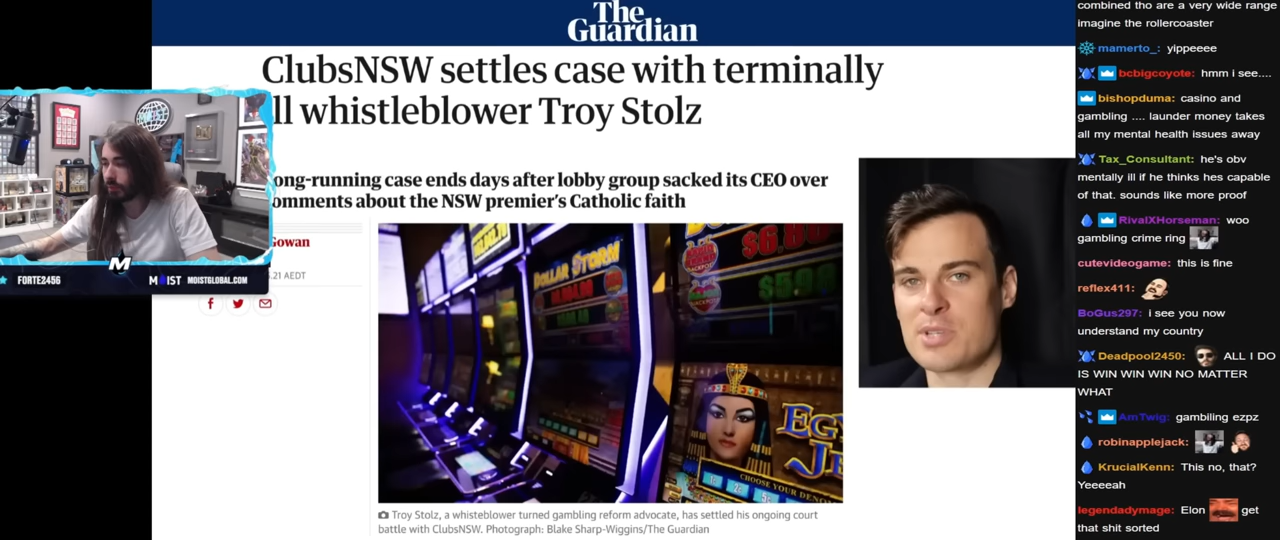 The
Guardian
ClubsNSW settles case with terminally
ll whistleblower Troy Stolz
ong-running case ends days after lobby group sacked its CEO over
omments about the NSW premier's Catholic faith
Gowan
.21 AEDT
DOLLAR STORM
CHOOSE YOUR DENOM
Troy Stolz, a whistleblower turned gambling reform advocate, has settled his ongoing court
battle with ClubsNSW. Photograph: Blake Sharp-Wiggins/The Guardian
FORTE2456
M
MOIST
MOISTGLOBAL.COM
combined tho are a very wide range
imagine the rollercoaster
mamerto_: yippeeee
bcbigcoyote: hmm i see....
bishopduma: casino and
gambling .... launder money takes
all my mental health issues away
Tax_Consultant: he's obv
mentally ill if he thinks hes capable
of that. sounds like more proof
RivalXHorseman: woo
gambling crime ring
cutevideogame: this is fine
reflex411:
BoGus297: i see you now
understand my country
Deadpool2450: ALL I DO
IS WIN WIN WIN NO MATTER
WHAT
AmTwig: gambiling ezpz
robinapplejack:
KrucialKenn: This no, that?
Yeeeeah
legendadymage: Elon get
that shit sorted